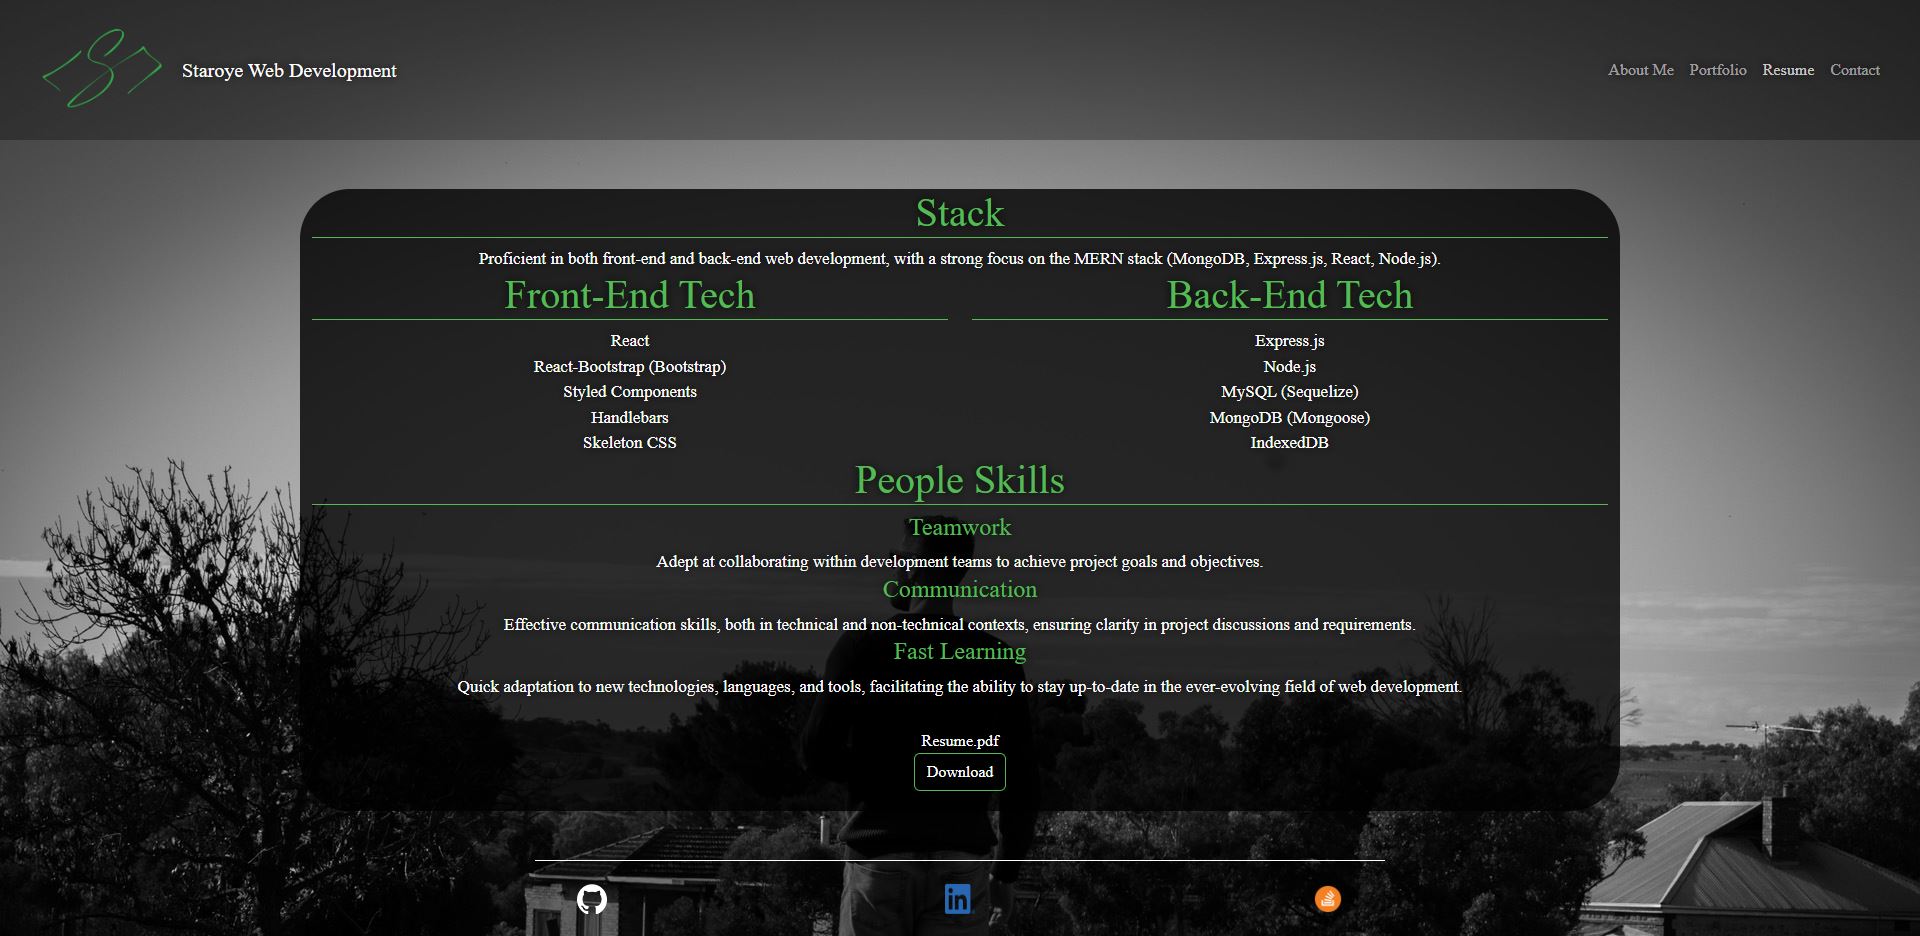 Staroye Web Development
About Me Portfolio Resume Contact
Stack
Proficient in both front-end and back-end web development, with a strong focus on the MERN stack (MongoDB, Express.js, React, Node.js).
Front-End Tech
React
React-Bootstrap (Bootstrap)
Styled Components
Handlebars
Skeleton CSS
Back-End Tech
Express.js
Node.js
MySQL (Sequelize)
MongoDB (Mongoose)
IndexedDB
People Skills
Teamwork
Adept at collaborating within development teams to achieve project goals and objectives.
Communication
Effective communication skills, both in technical and non-technical contexts, ensuring clarity in project discussions and requirements.
Fast Learning
Quick adaptation to new technologies, languages, and tools, facilitating the ability to stay up-to-date in the ever-evolving field of web development.
Resume.pdf
Download
in